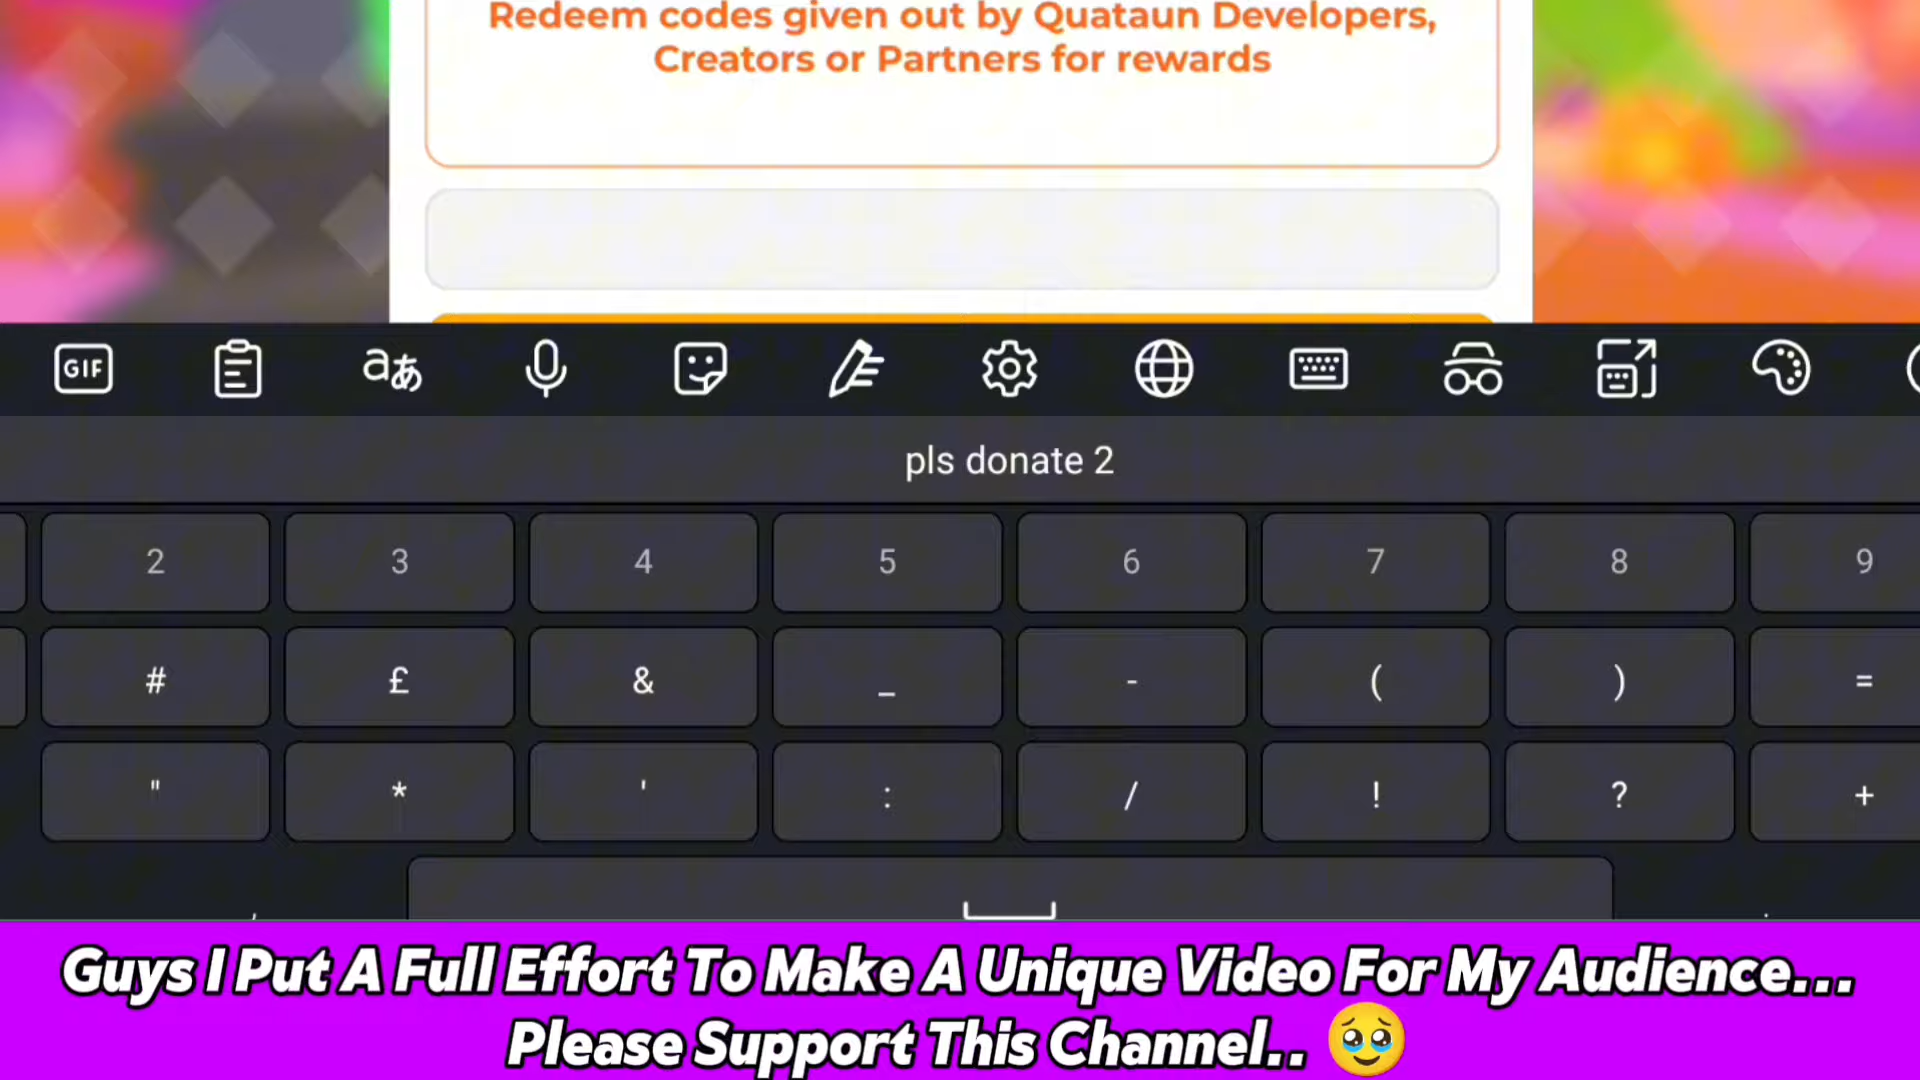 Redeem codes given out by Quataun Developers,
Creators or Partners for rewards
GIF
aあ
pls donate 2
2 3 4 5 6 7 8 9
# £ & _ - ( ) =
" * ' : / ! ? +
Guys I Put A Full Effort To Make A Unique Video For My Audience...
Please Support This Channel.. 🥹